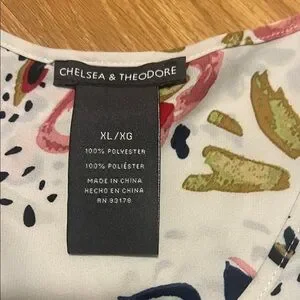 CHELSEA & THEODORE
XL/XG
100% POLYESTER
100% POLIÉSTER
MADE IN CHINA
HECHO EN CHINA
RN 93178